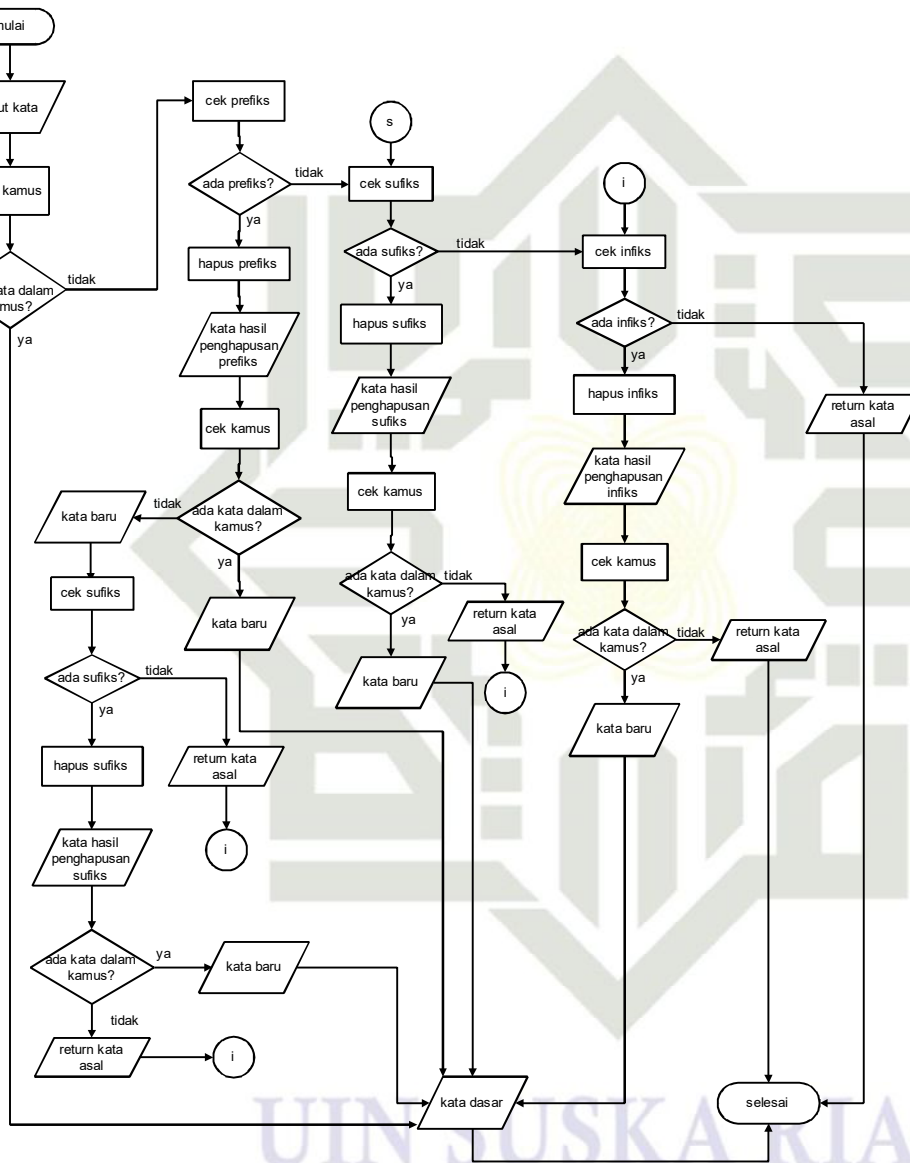 mulai
ut kata
kamus
ata dalam
mus?
tidak
ya
cek prefiks
ada prefiks?
tidak
ya
hapus prefiks
kata hasil
penghapusan
prefiks
cek kamus
ada kata dalam
kamus?
tidak
ya
kata baru
kata baru
cek sufiks
ada sufiks?
tidak
ya
hapus sufiks
return kata
asal
i
kata hasil
penghapusan
sufiks
ada kata dalam
kamus?
ya
kata baru
tidak
return kata
asal
i
s
cek sufiks
ada sufiks?
tidak
ya
hapus sufiks
kata hasil
penghapusan
sufiks
cek kamus
ada kata dalam
kamus?
tidak
ya
return kata
asal
i
kata baru
i
cek infiks
ada infiks?
tidak
ya
hapus infiks
return kata
asal
kata hasil
penghapusan
infiks
cek kamus
ada kata dalam
kamus?
tidak
ya
return kata
asal
kata baru
kata dasar
selesai
UIN SUSKA RIA